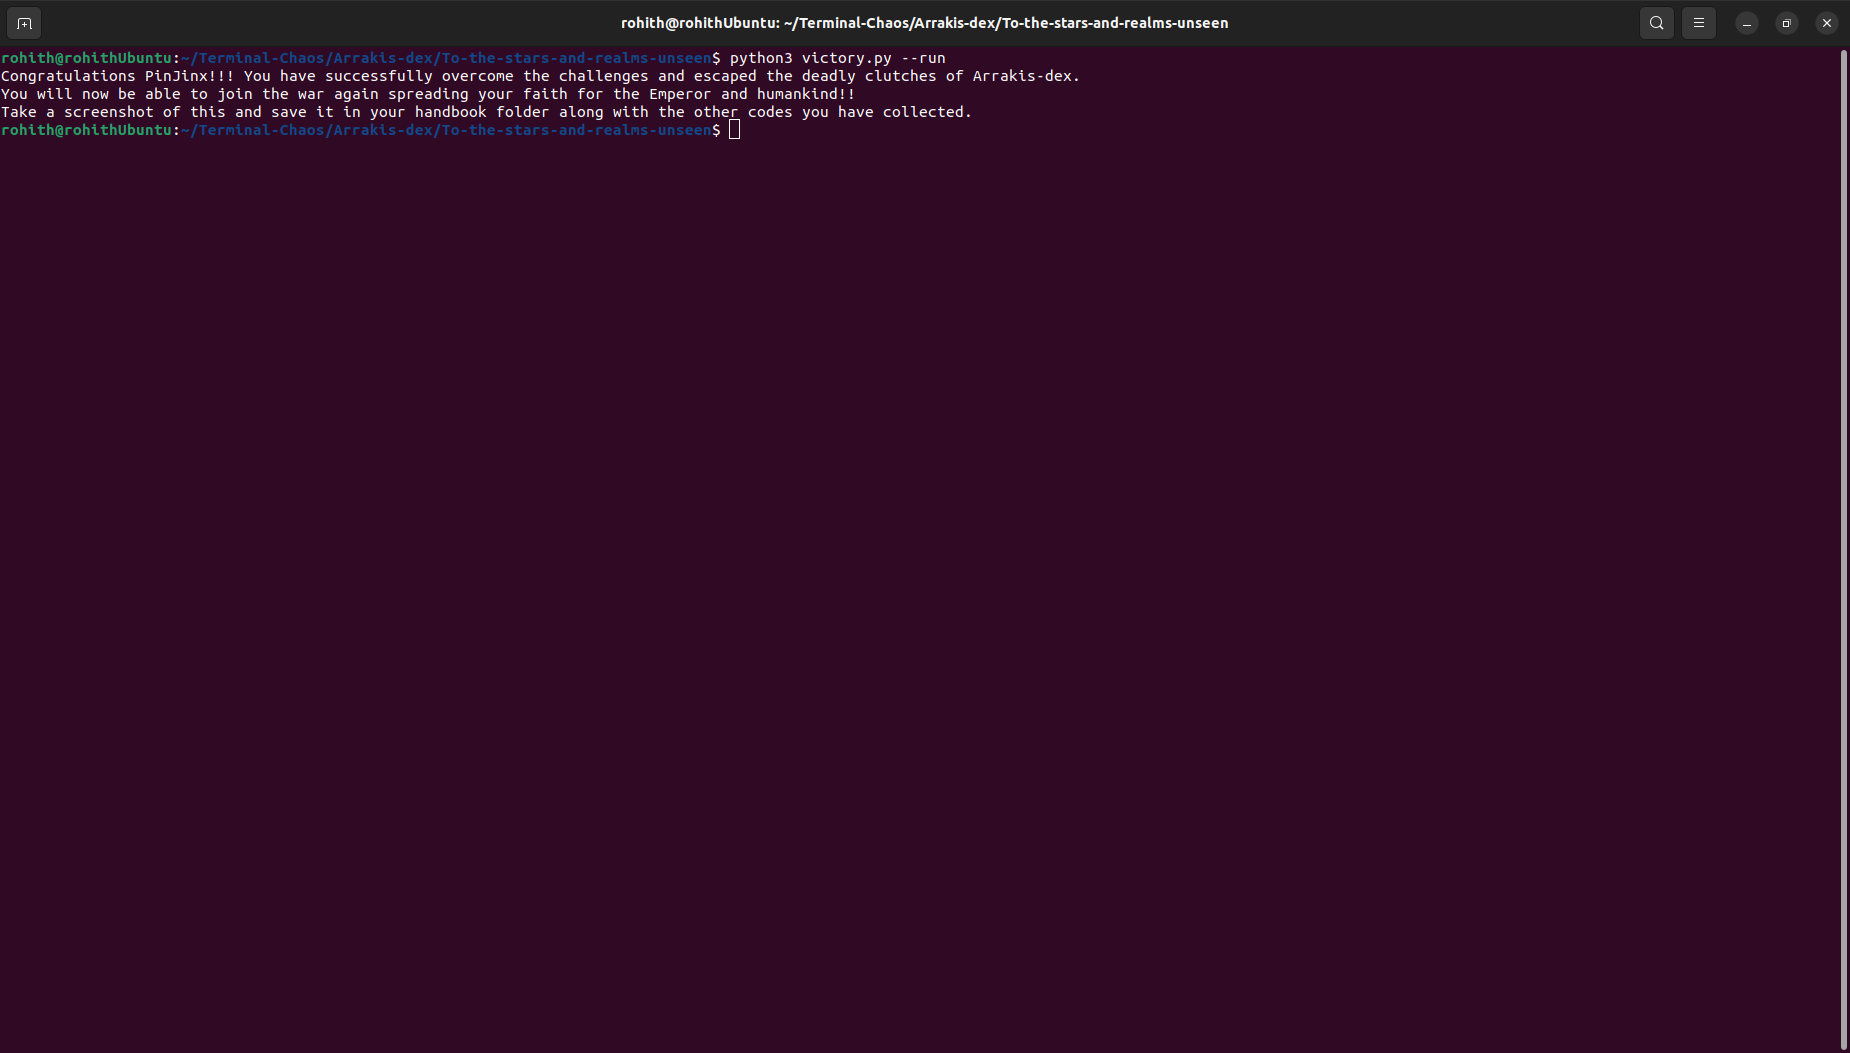 rohith@rohithUbuntu: ~/Terminal-Chaos/Arrakis-dex/To-the-stars-and-realms-unseen
rohith@rohithUbuntu:~/Terminal-Chaos/Arrakis-dex/To-the-stars-and-realms-unseen$ python3 victory.py --run
Congratulations PinJinx!!! You have successfully overcome the challenges and escaped the deadly clutches of Arrakis-dex.
You will now be able to join the war again spreading your faith for the Emperor and humankind!!
Take a screenshot of this and save it in your handbook folder along with the other codes you have collected.
rohith@rohithUbuntu:~/Terminal-Chaos/Arrakis-dex/To-the-stars-and-realms-unseen$